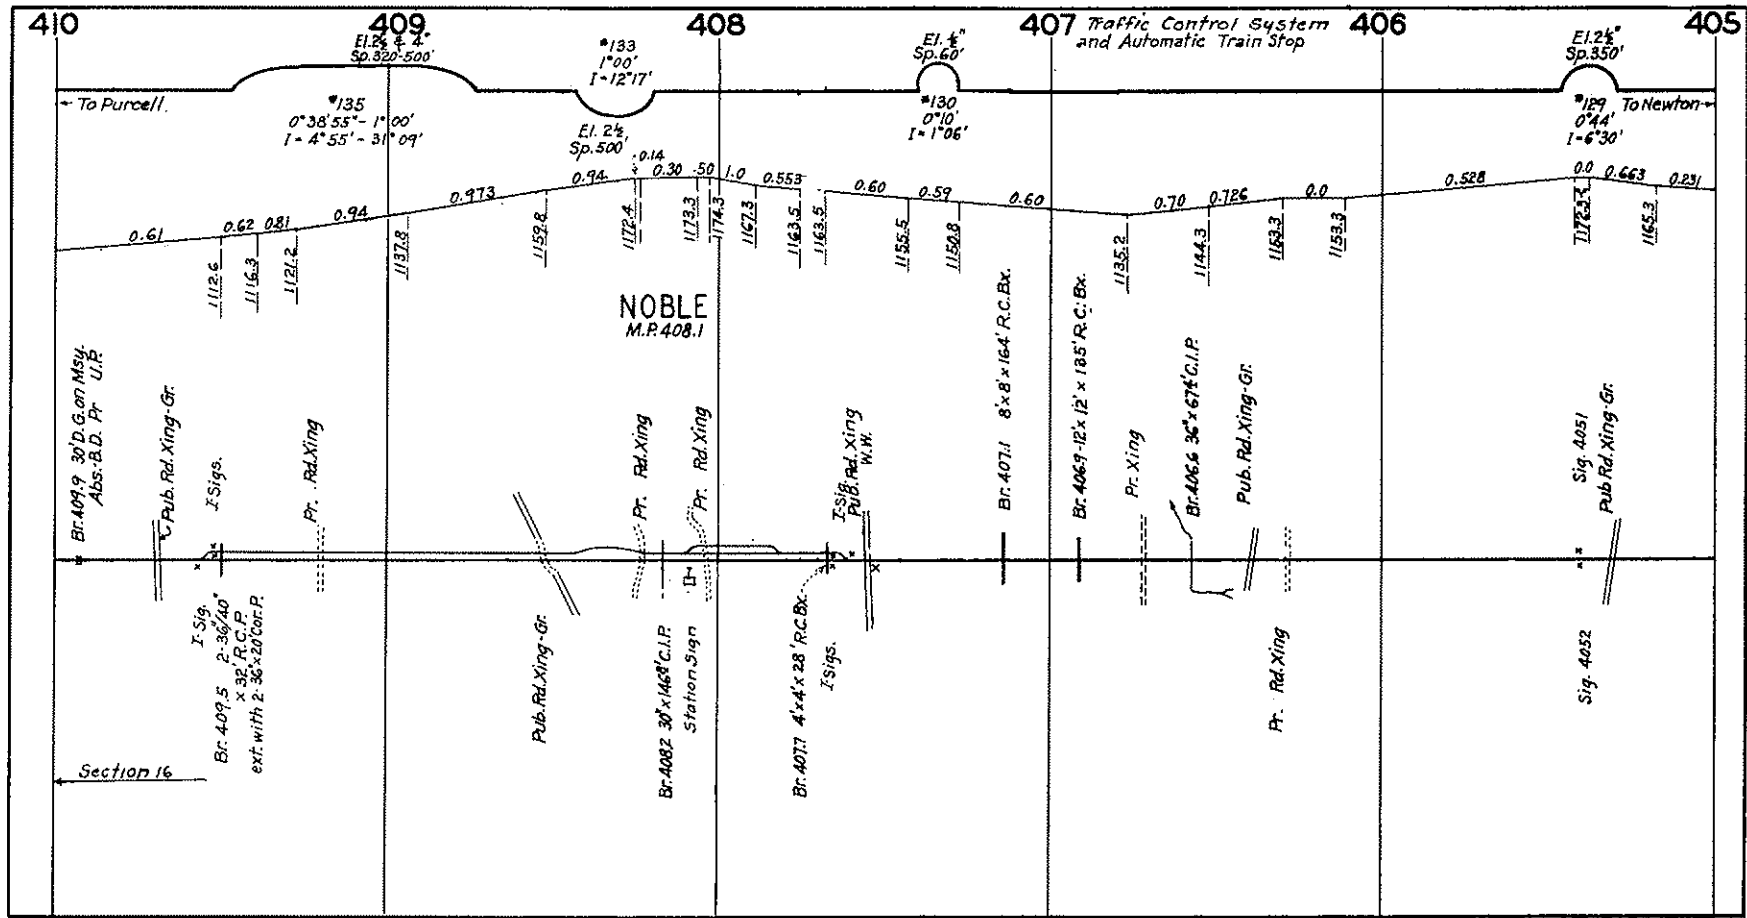 410
409
408
407
406
405
Traffic Control System
and Automatic Train Stop
El. 2½ & 4"
Sp. 320'-500'
#133
1°00'
I-12°17'
El. ½"
Sp. 60'
El. 2½"
Sp. 350'
← To Purcell.
#135
0°38'55"- 1°00'
I- 4°55' - 31°09'
El. 2½
Sp. 500'
#130
0°10'
I= 1°06'
#129
0°44'
I=6°30'
To Newton→
0.61
0.62
0.81
0.94
0.973
0.94
0.14
0.30
.50
1.0
0.553
0.60
0.59
0.60
0.70
0.726
0.0
0.528
0.0
0.663
0.231
1112.6
1116.3
1121.2
1137.8
1159.8
1172.4
1173.3
1174.3
1167.3
1163.5
1163.5
1155.5
1150.8
1135.2
1144.3
1153.3
1153.3
1172.3
1165.3
NOBLE
M.P. 408.1
Br. 409.9 30' D.G. on Msy.
Abs.-B.D. Pr U.P.
Pub. Rd. Xing-Gr.
I-Sigs.
Pr. Rd. Xing
Pr. Rd. Xing
Pr. Rd. Xing
I-Sig.
Pub. Rd. Xing
W.W.
Br. 407.1 8'x8'x164' R.C.Bx.
Br. 406.9-12'x 12' x 185' R.C. Bx.
Pr. Xing
Br. 406.6 36"x 67½' C.I.P.
Pub. Rd. Xing-Gr.
Sig. 4051
Pub Rd. Xing-Gr.
I-Sig.
Br. 409.5 2-36/40"
x 32' R.C.P.
ext. with 2-36"x20' Cor. P.
Pub. Rd. Xing-Gr.
Br. 408.2 30"x146' C.I.P.
Station Sign
Br. 407.7 4'x4'x 28' R.C.Bx.
I-Sigs.
Pr. Rd. Xing
Sig. 4052
Section 16